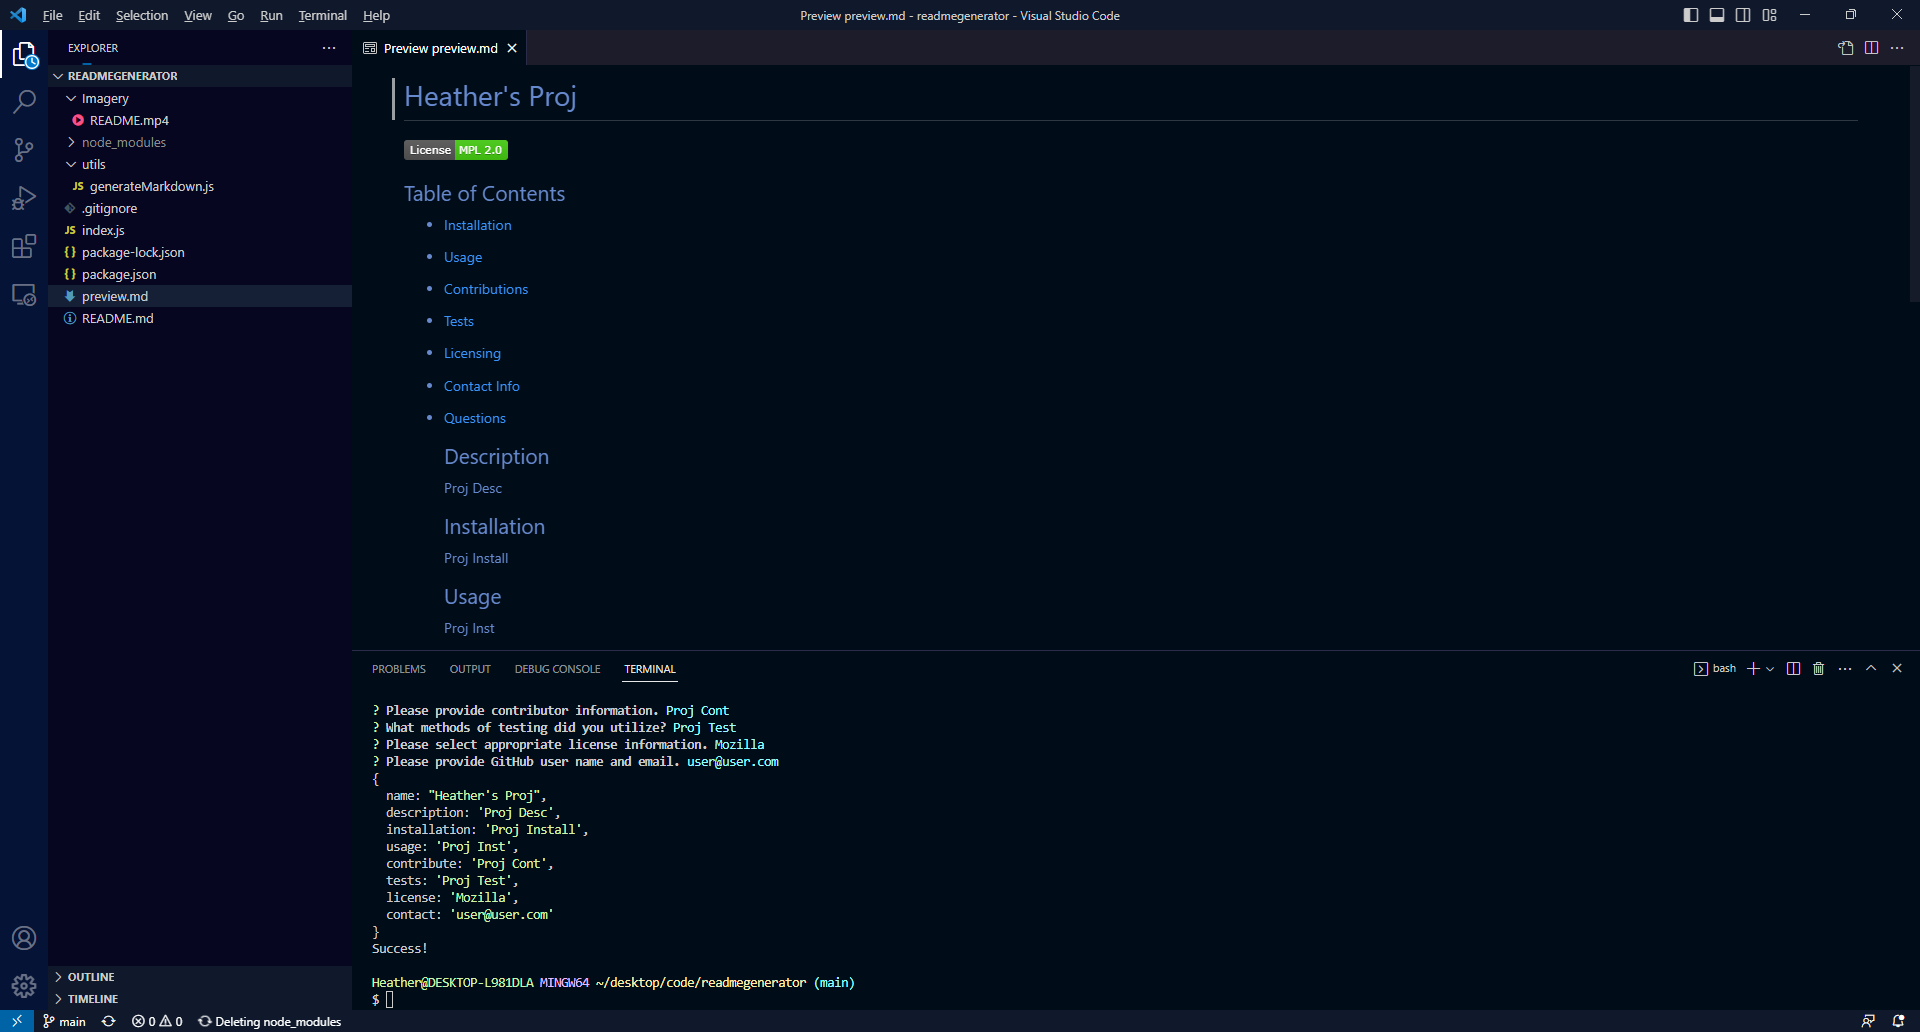 File Edit Selection View Go Run Terminal Help
Preview preview.md - readmegenerator - Visual Studio Code
EXPLORER
READMEGENERATOR
Imagery
README.mp4
node_modules
utils
JS generateMarkdown.js
.gitignore
JS index.js
{} package-lock.json
{} package.json
preview.md
README.md
OUTLINE
TIMELINE
Preview preview.md
Heather's Proj
License MPL 2.0
Table of Contents
• Installation
• Usage
• Contributions
• Tests
• Licensing
• Contact Info
• Questions
Description
Proj Desc
Installation
Proj Install
Usage
Proj Inst
PROBLEMS OUTPUT DEBUG CONSOLE TERMINAL
bash
? Please provide contributor information. Proj Cont
? What methods of testing did you utilize? Proj Test
? Please select appropriate license information. Mozilla
? Please provide GitHub user name and email. user@user.com
{
name: "Heather's Proj",
description: 'Proj Desc',
installation: 'Proj Install',
usage: 'Proj Inst',
contribute: 'Proj Cont',
tests: 'Proj Test',
license: 'Mozilla',
contact: 'user@user.com'
}
Success!
Heather@DESKTOP-L981DLA MINGW64 ~/desktop/code/readmegenerator (main)
$
main 0 0 Deleting node_modules